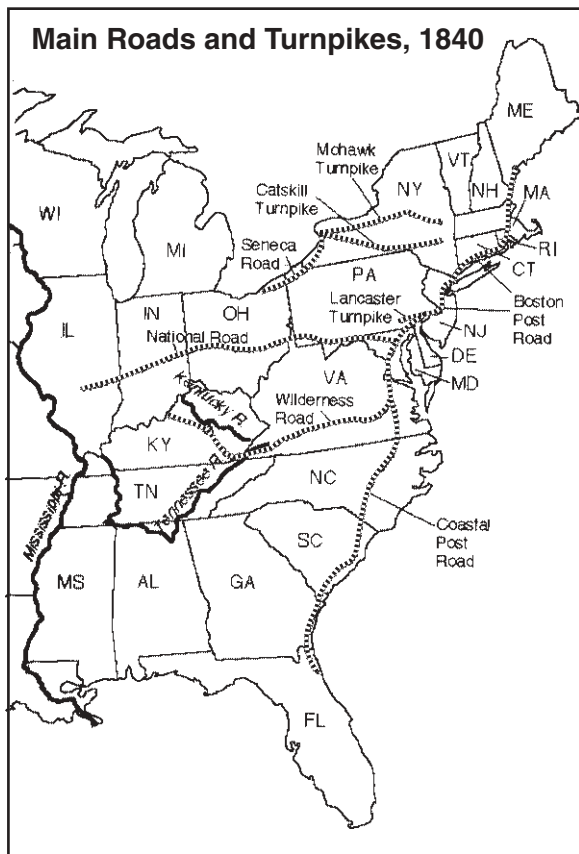 Main Roads and Turnpikes, 1840
ME
Mohawk
Turnpike
VT
NH
MA
Catskill
Turnpike
NY
WI
MI
Seneca
Road
RI
CT
PA
Lancaster
Turnpike
Boston
Post
Road
IL
IN
OH
National Road
NJ
DE
MD
VA
Kentucky R.
Wilderness
Road
KY
TN
Tennessee R.
NC
Mississippi R.
Coastal
Post
Road
SC
MS
AL
GA
FL